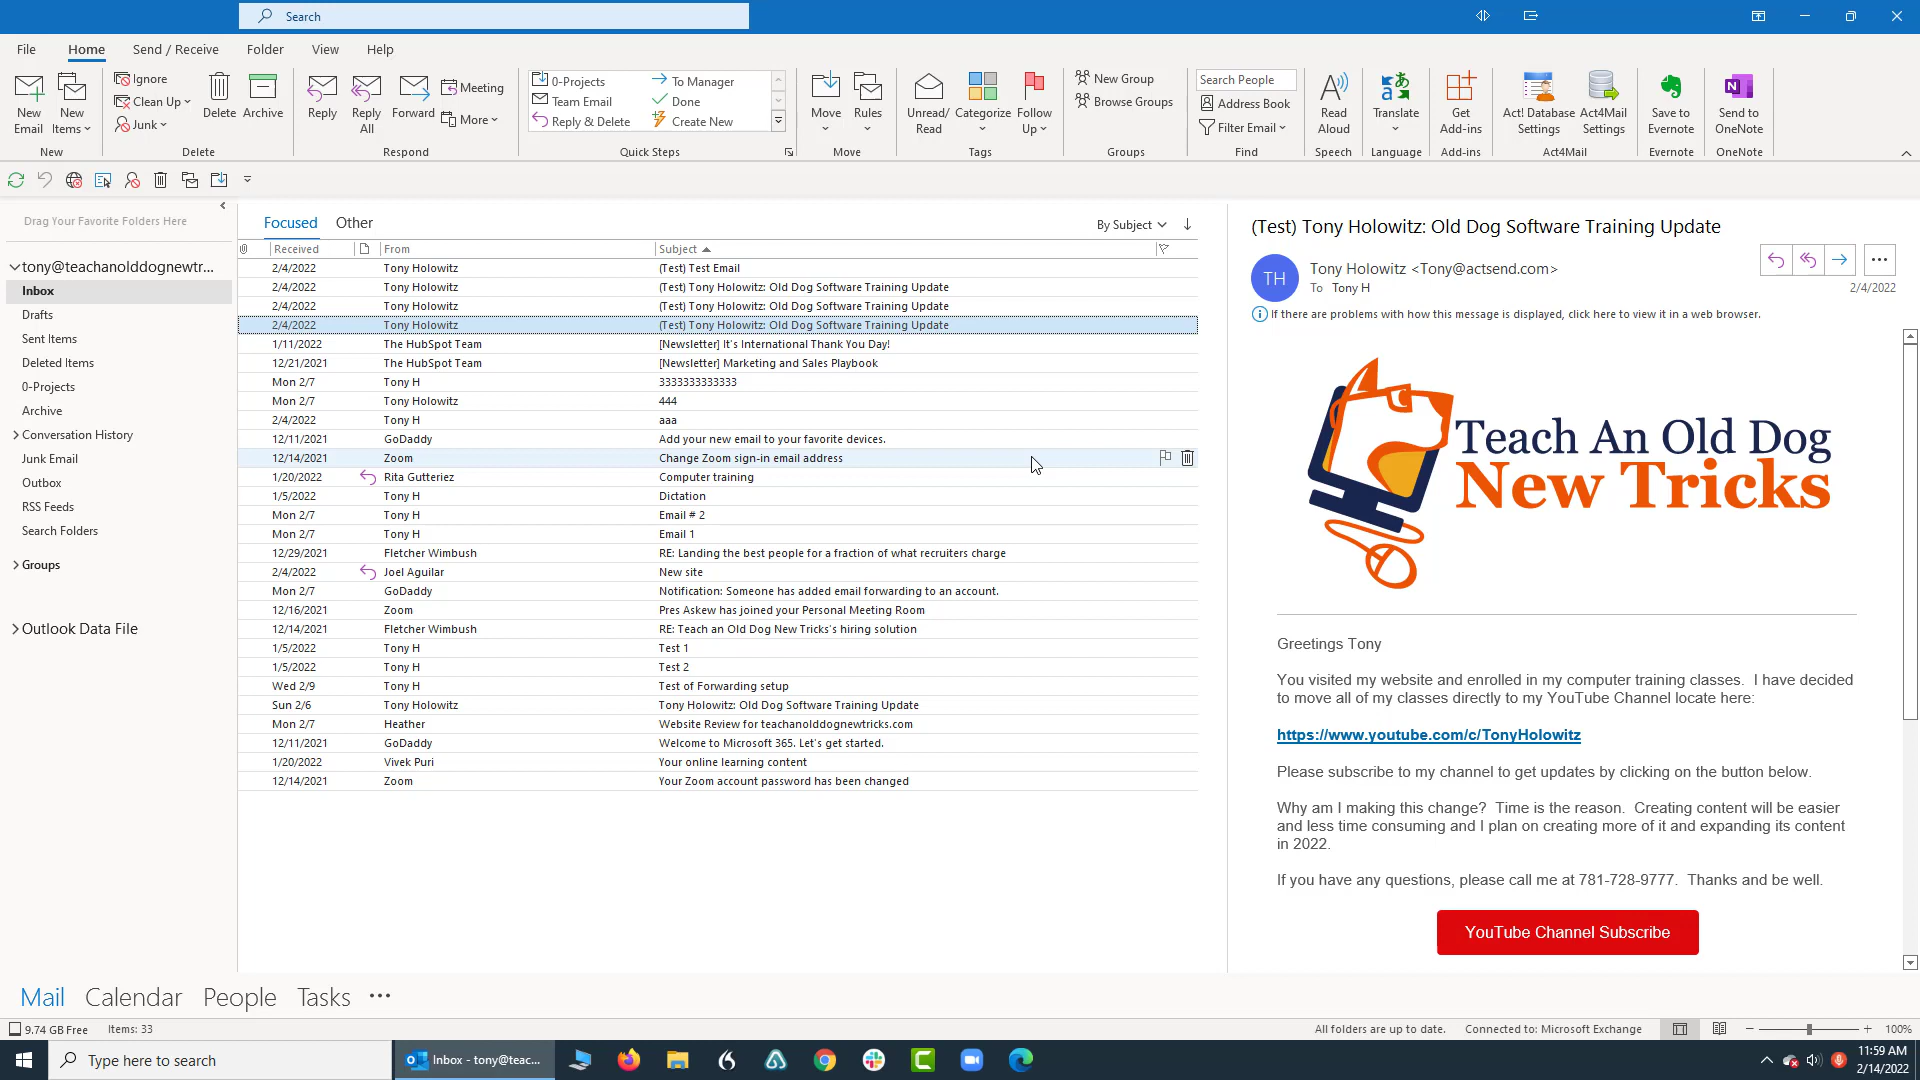 Search
File Home Send / Receive Folder View Help
New Email
New Items
New
Ignore
Clean Up
Junk
Delete
Archive
Delete
Reply
Reply All
Forward
Meeting
More
Respond
0-Projects
To Manager
Team Email
Done
Reply & Delete
Create New
Quick Steps
Move
Rules
Move
Unread/ Read
Categorize
Follow Up
Tags
New Group
Browse Groups
Groups
Search People
Address Book
Filter Email
Find
Read Aloud
Speech
Translate
Language
Get Add-ins
Add-ins
Act! Database Settings
Act4Mail Settings
Act4Mail
Save to Evernote
Evernote
Send to OneNote
OneNote
Drag Your Favorite Folders Here
tony@teachanolddognewtr...
Inbox
Drafts
Sent Items
Deleted Items
0-Projects
Archive
Conversation History
Junk Email
Outbox
RSS Feeds
Search Folders
Groups
Outlook Data File
Focused Other By Subject
Received From Subject
2/4/2022 Tony Holowitz (Test) Test Email
2/4/2022 Tony Holowitz (Test) Tony Holowitz: Old Dog Software Training Update
2/4/2022 Tony Holowitz (Test) Tony Holowitz: Old Dog Software Training Update
2/4/2022 Tony Holowitz (Test) Tony Holowitz: Old Dog Software Training Update
1/11/2022 The HubSpot Team [Newsletter] It's International Thank You Day!
12/21/2021 The HubSpot Team [Newsletter] Marketing and Sales Playbook
Mon 2/7 Tony H 3333333333333
Mon 2/7 Tony Holowitz 444
2/4/2022 Tony H aaa
12/11/2021 GoDaddy Add your new email to your favorite devices.
12/14/2021 Zoom Change Zoom sign-in email address
1/20/2022 Rita Gutteriez Computer training
1/5/2022 Tony H Dictation
Mon 2/7 Tony H Email # 2
Mon 2/7 Tony H Email 1
12/29/2021 Fletcher Wimbush RE: Landing the best people for a fraction of what recruiters charge
2/4/2022 Joel Aguilar New site
Mon 2/7 GoDaddy Notification: Someone has added email forwarding to an account.
12/16/2021 Zoom Pres Askew has joined your Personal Meeting Room
12/14/2021 Fletcher Wimbush RE: Teach an Old Dog New Tricks's hiring solution
1/5/2022 Tony H Test 1
1/5/2022 Tony H Test 2
Wed 2/9 Tony H Test of Forwarding setup
Sun 2/6 Tony Holowitz Tony Holowitz: Old Dog Software Training Update
Mon 2/7 Heather Website Review for teachanolddognewtricks.com
12/11/2021 GoDaddy Welcome to Microsoft 365. Let's get started.
1/20/2022 Vivek Puri Your online learning content
12/14/2021 Zoom Your Zoom account password has been changed
(Test) Tony Holowitz: Old Dog Software Training Update
TH
Tony Holowitz <Tony@actsend.com>
To Tony H
2/4/2022
If there are problems with how this message is displayed, click here to view it in a web browser.
Teach An Old Dog
New Tricks
Greetings Tony
You visited my website and enrolled in my computer training classes. I have decided
to move all of my classes directly to my YouTube Channel locate here:
https://www.youtube.com/c/TonyHolowitz
Please subscribe to my channel to get updates by clicking on the button below.
Why am I making this change? Time is the reason. Creating content will be easier
and less time consuming and I plan on creating more of it and expanding its content
in 2022.
If you have any questions, please call me at 781-728-9777. Thanks and be well.
YouTube Channel Subscribe
Mail Calendar People Tasks
9.74 GB Free Items: 33
All folders are up to date. Connected to: Microsoft Exchange 100%
Type here to search
Inbox - tony@teac...
11:59 AM
2/14/2022